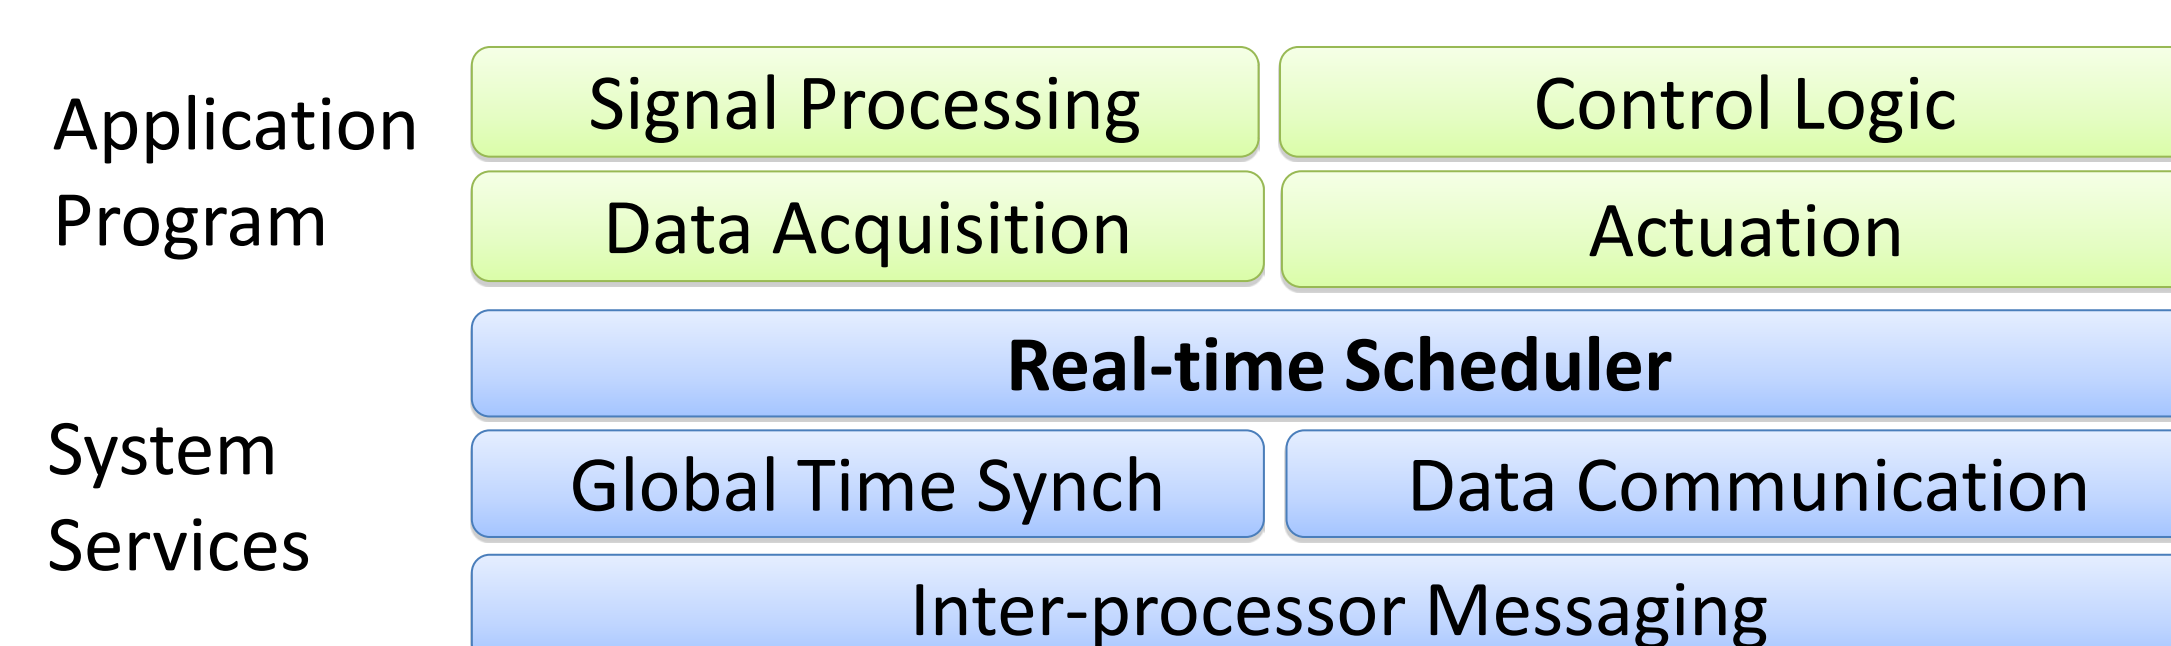 Application
Program
Signal Processing
Control Logic
Data Acquisition
Actuation
System
Services
Real-time Scheduler
Global Time Synch
Data Communication
Inter-processor Messaging